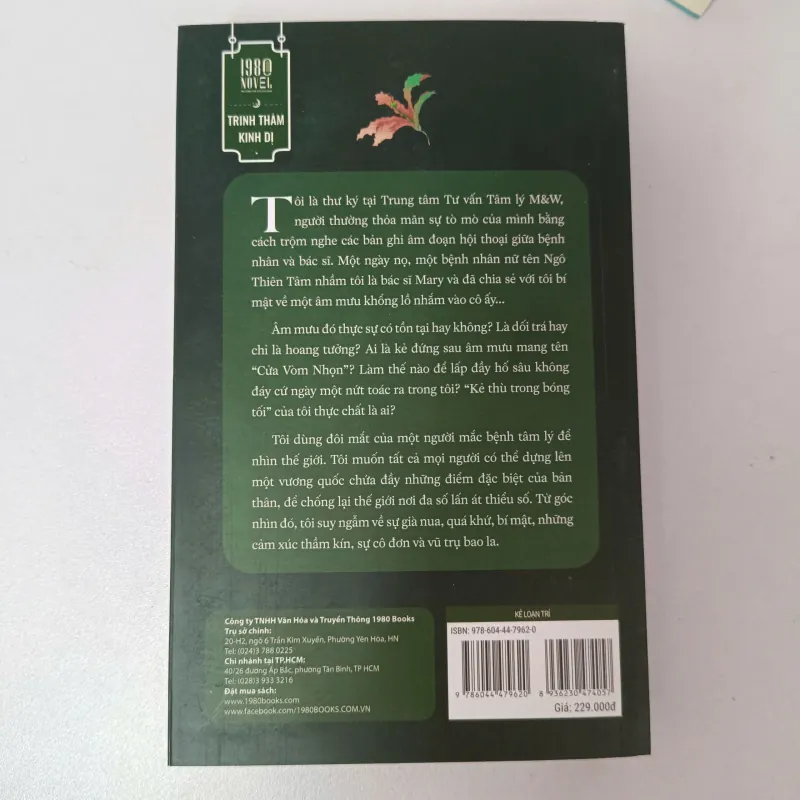 1980
NOVEL
TRINH THÁM
KINH DỊ
Tôi là thư ký tại Trung tâm Tư vấn Tâm lý M&W,
người thường thỏa mãn sự tò mò của mình bằng
cách trộm nghe các bản ghi âm đoạn hội thoại giữa bệnh
nhân và bác sĩ. Một ngày nọ, một bệnh nhân nữ tên Ngô
Thiên Tâm nhầm tôi là bác sĩ Mary và đã chia sẻ với tôi bí
mật về một âm mưu khổng lồ nhắm vào cô ấy...
Âm mưu đó thực sự có tồn tại hay không? Là dối trá hay
chỉ là hoang tưởng? Ai là kẻ đứng sau âm mưu mang tên
“Cửa Vòm Nhọn”? Làm thế nào để lấp đầy hố sâu không
đáy cứ ngày một nứt toác ra trong tôi? “Kẻ thù trong bóng
tối” của tôi thực chất là ai?
Tôi dùng đôi mắt của một người mắc bệnh tâm lý để
nhìn thế giới. Tôi muốn tất cả mọi người có thể dựng lên
một vương quốc chứa đầy những điểm đặc biệt của bản
thân, để chống lại thế giới nơi đa số lấn át thiểu số. Từ góc
nhìn đó, tôi suy ngẫm về sự già nua, quá khứ, bí mật, những
cảm xúc thầm kín, sự cô đơn và vũ trụ bao la.
Công ty TNHH Văn Hóa và Truyền Thông 1980 Books
Trụ sở chính:
20-H2, ngõ 6 Trần Kim Xuyến, Phường Yên Hòa, HN
Tel: (024)3 788 0225
Chi nhánh tại TP.HCM:
40/26 đường Ấp Bắc, phường Tân Bình, TP HCM
Tel: (028)3 933 3216
Đặt mua sách:
www.1980books.com
www.facebook.com/1980BOOKS.COM.VN
KẺ LOẠN TRÍ
ISBN: 978-604-44-7962-0
9 786044 479620
8 936230 474057
Giá: 229.000đ